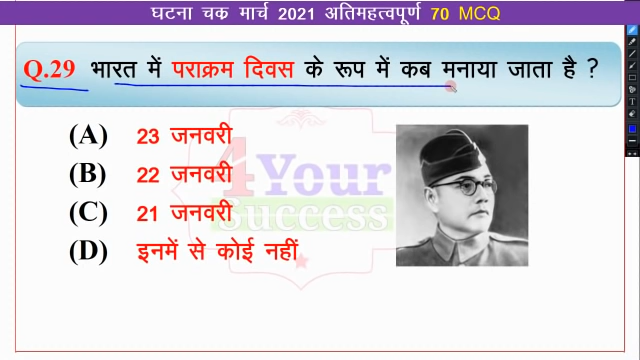 घटना चक्र मार्च 2021 अतिमहत्वपूर्ण 70 MCQ
Q.29 भारत में पराक्रम दिवस के रूप में कब मनाया जाता है ?
(A) 23 जनवरी
(B) 22 जनवरी
(C) 21 जनवरी
(D) इनमें से कोई नहीं
4Your
Success